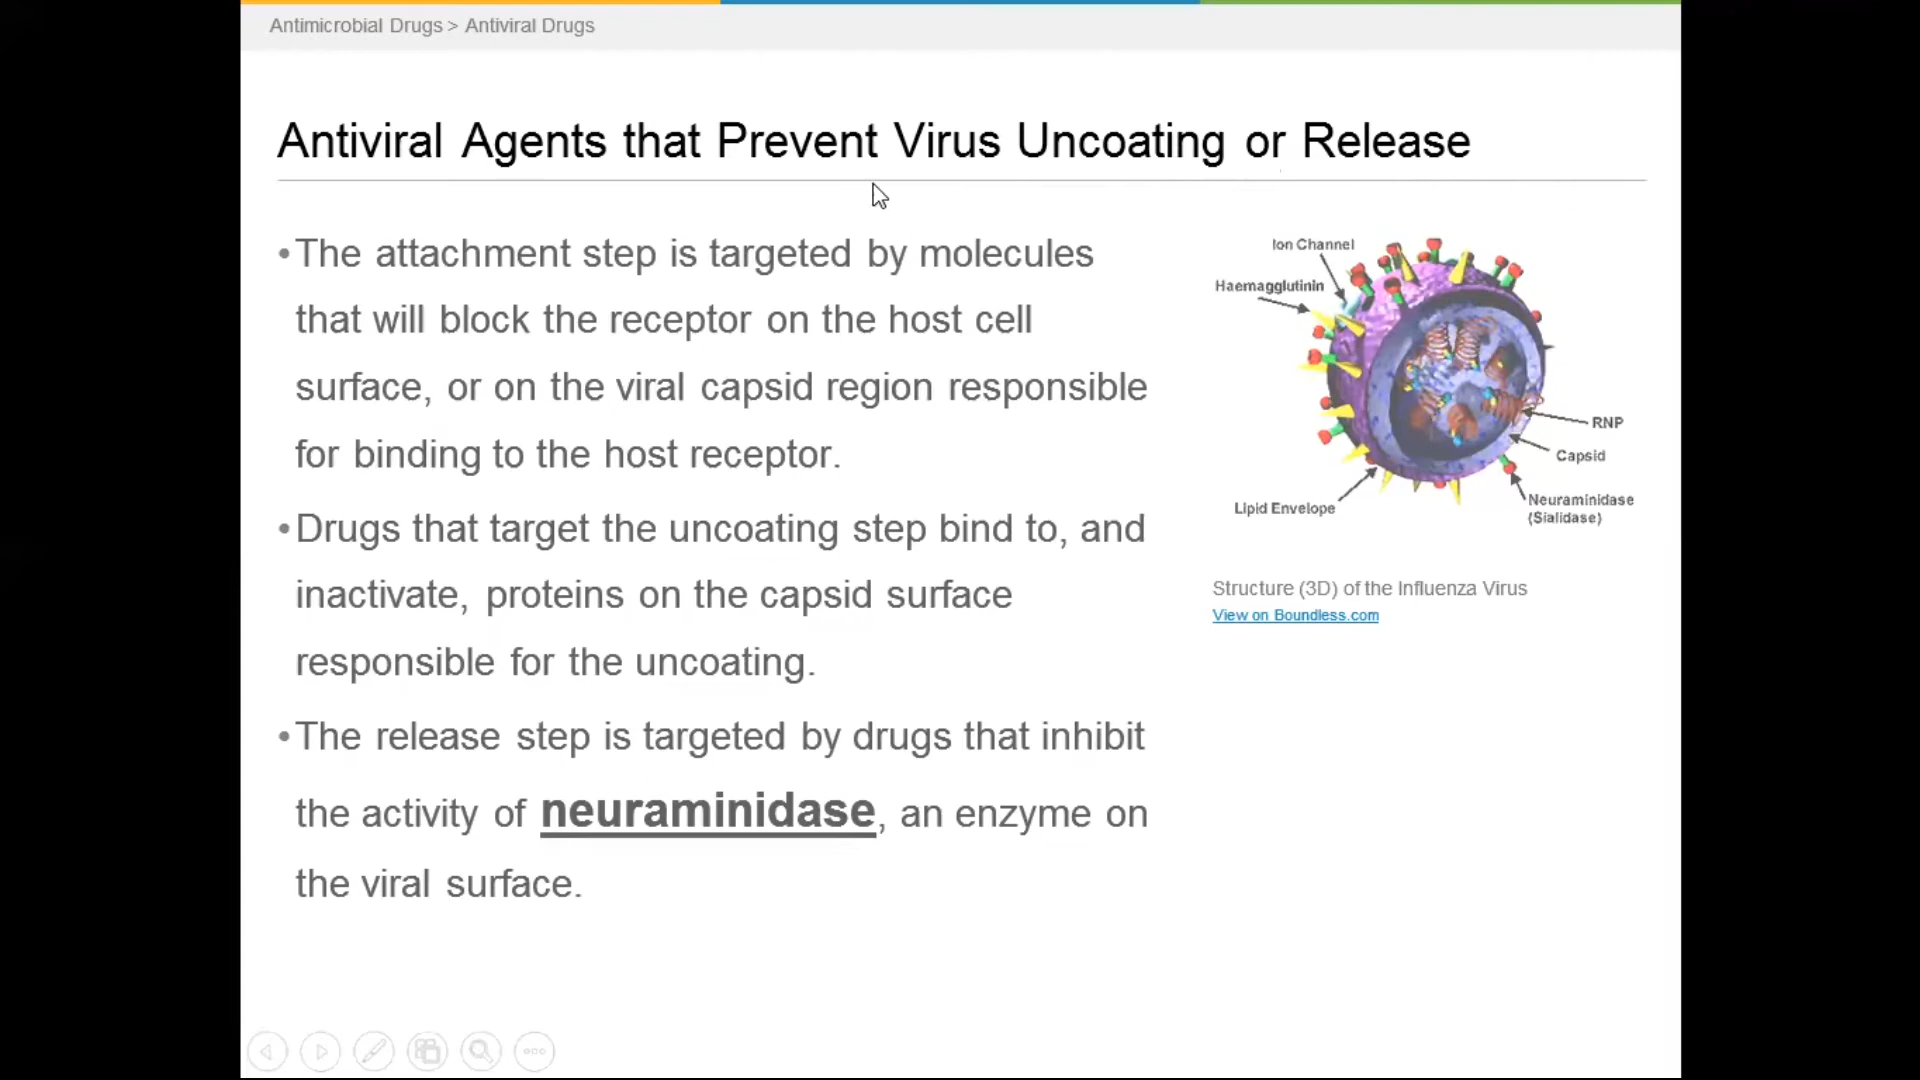 Antimicrobial Drugs > Antiviral Drugs
Antiviral Agents that Prevent Virus Uncoating or Release
•The attachment step is targeted by molecules
that will block the receptor on the host cell
surface, or on the viral capsid region responsible
for binding to the host receptor.
•Drugs that target the uncoating step bind to, and
inactivate, proteins on the capsid surface
responsible for the uncoating.
•The release step is targeted by drugs that inhibit
the activity of neuraminidase, an enzyme on
the viral surface.
Ion Channel
Haemagglutinin
RNP
Capsid
Neuraminidase
(Sialidase)
Lipid Envelope
Structure (3D) of the Influenza Virus
View on Boundless.com